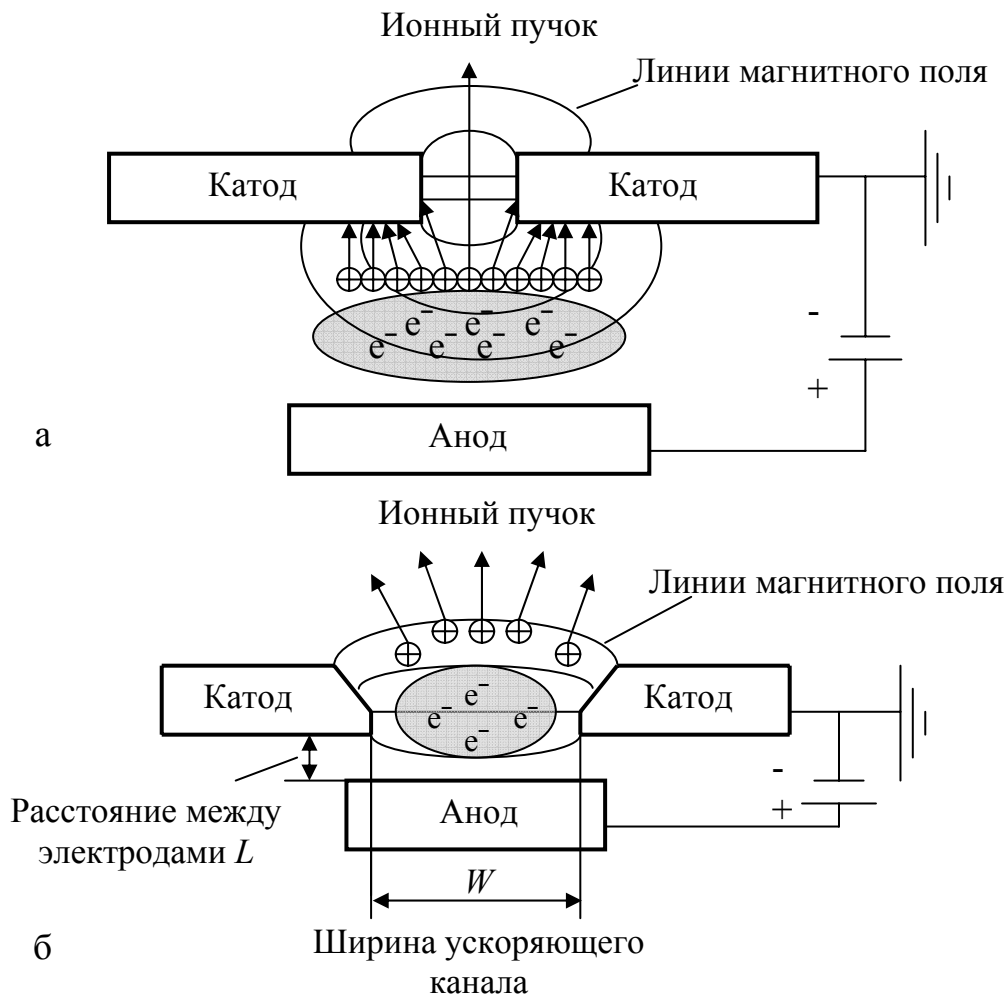 Ионный пучок
Линии магнитного поля
Катод
Катод
e⁻ e⁻ e⁻ e⁻
e⁻ e⁻ e⁻ e⁻
-
+
Анод
а
Ионный пучок
Линии магнитного поля
Катод
Катод
e⁻
e⁻ e⁻
e⁻
-
+
Анод
Расстояние между
электродами L
W
Ширина ускоряющего
канала
б